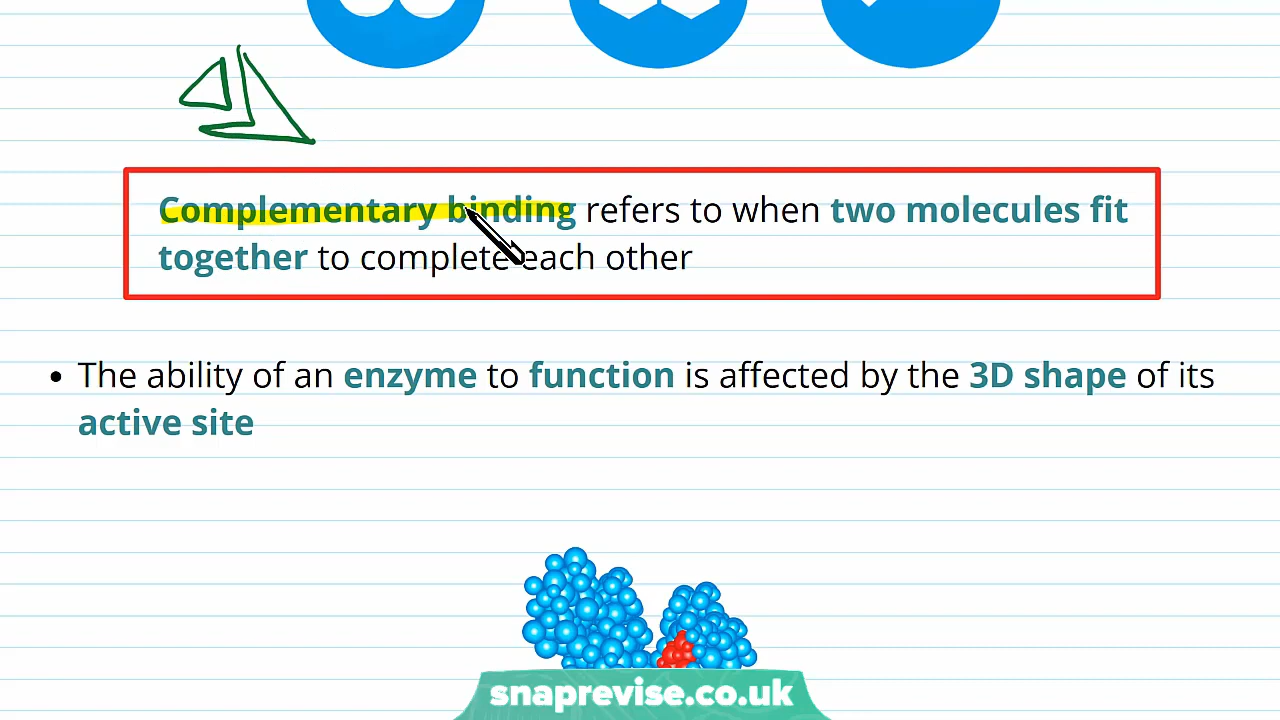 Complementary binding refers to when two molecules fit
together to complete each other
• The ability of an enzyme to function is affected by the 3D shape of its
active site
snaprevise.co.uk